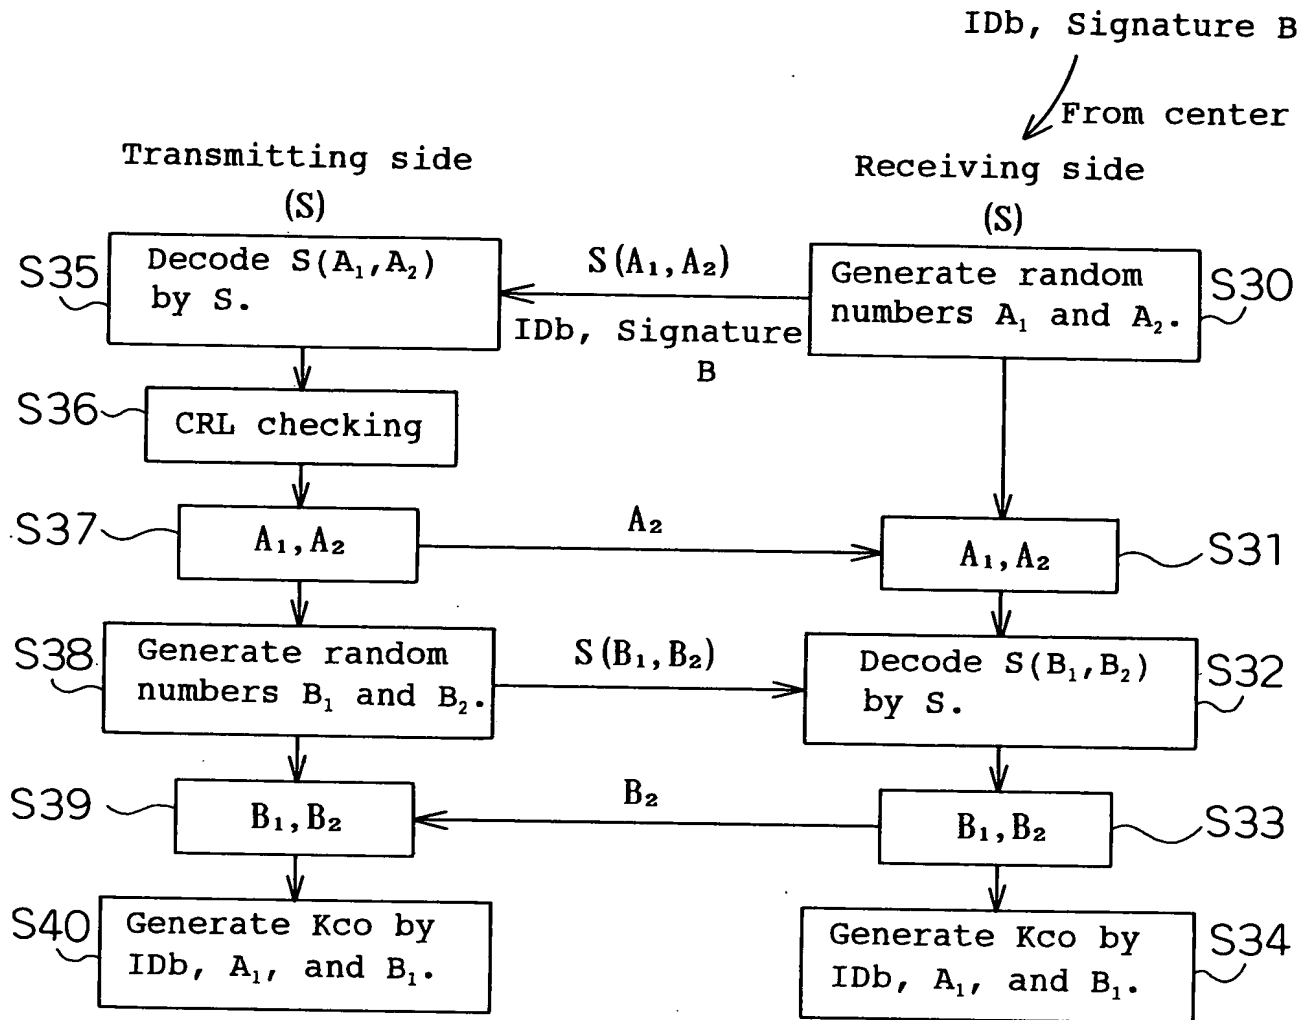 IDb, Signature B
From center
Transmitting side
(S)
Receiving side
(S)
S35
Decode S(A₁,A₂)
by S.
S(A₁,A₂)
IDb, Signature
B
Generate random
numbers A₁ and A₂.
S30
S36
CRL checking
S37
A₁,A₂
A₂
A₁,A₂
S31
S38
Generate random
numbers B₁ and B₂.
S(B₁,B₂)
Decode S(B₁,B₂)
by S.
S32
S39
B₁,B₂
B₂
B₁,B₂
S33
S40
Generate Kco by
IDb, A₁, and B₁.
Generate Kco by
IDb, A₁, and B₁.
S34